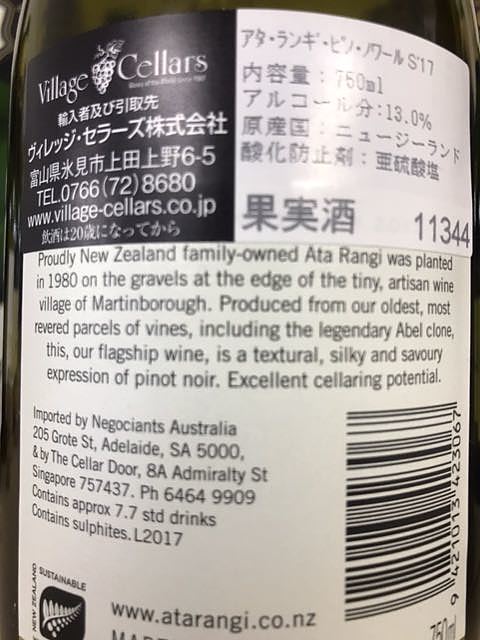 Village Cellars
輸入者及び引取先
ヴィレッジ・セラーズ株式会社
富山県氷見市上田上野6-5
TEL.0766(72)8680
www.village-cellars.co.jp
飲酒は20歳になってから
アタ・ランギ・ピノ・ノワール S'17
内容量:750ml
アルコール分:13.0%
原産国:ニュージーランド
酸化防止剤:亜硫酸塩
果実酒
11344
Proudly New Zealand family-owned Ata Rangi was planted
in 1980 on the gravels at the edge of the tiny, artisan wine
village of Martinborough. Produced from our oldest, most
revered parcels of vines, including the legendary Abel clone,
this, our flagship wine, is a textural, silky and savoury
expression of pinot noir. Excellent cellaring potential.
Imported by Negociants Australia
205 Grote St, Adelaide, SA 5000,
& by The Cellar Door, 8A Admiralty St
Singapore 757437. Ph 6464 9909
Contains approx 7.7 std drinks
Contains sulphites. L2017
9 421013 423067
SUSTAINABLE
NEW ZEALAND
www.atarangi.co.nz
750ml